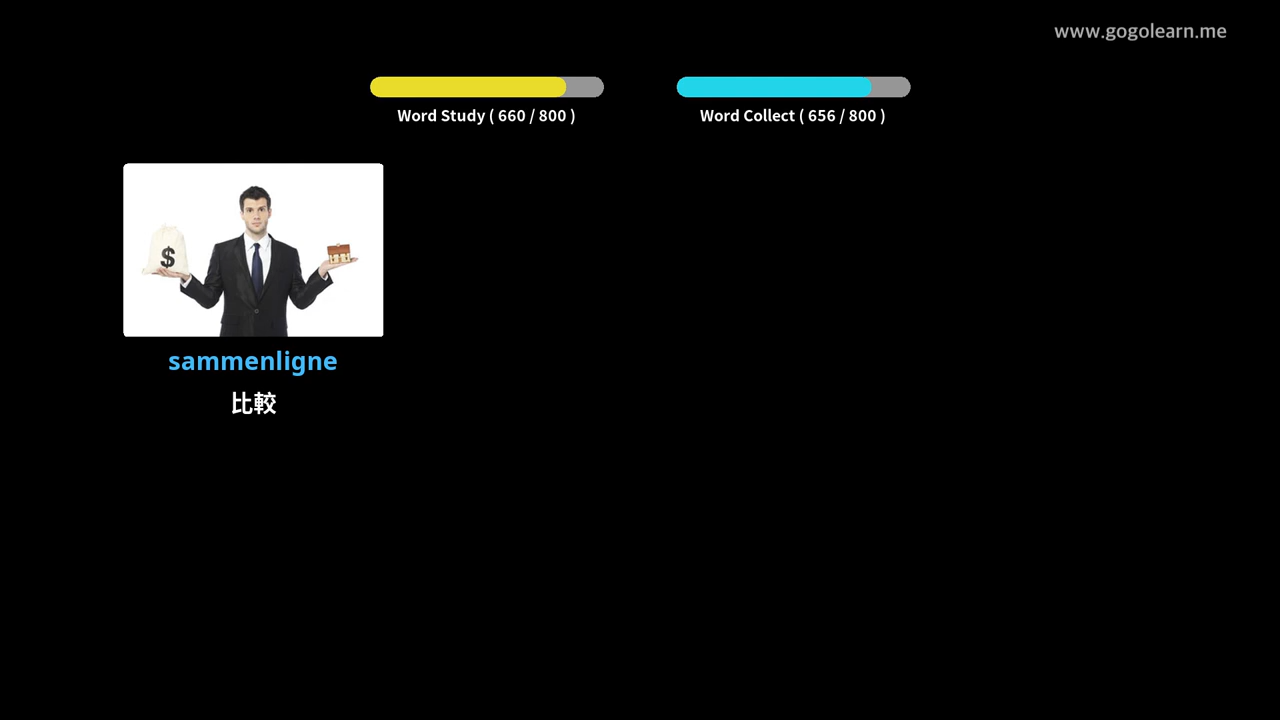 www.gogolearn.me
Word Study ( 660 / 800 )
Word Collect ( 656 / 800 )
$
sammenligne
比較